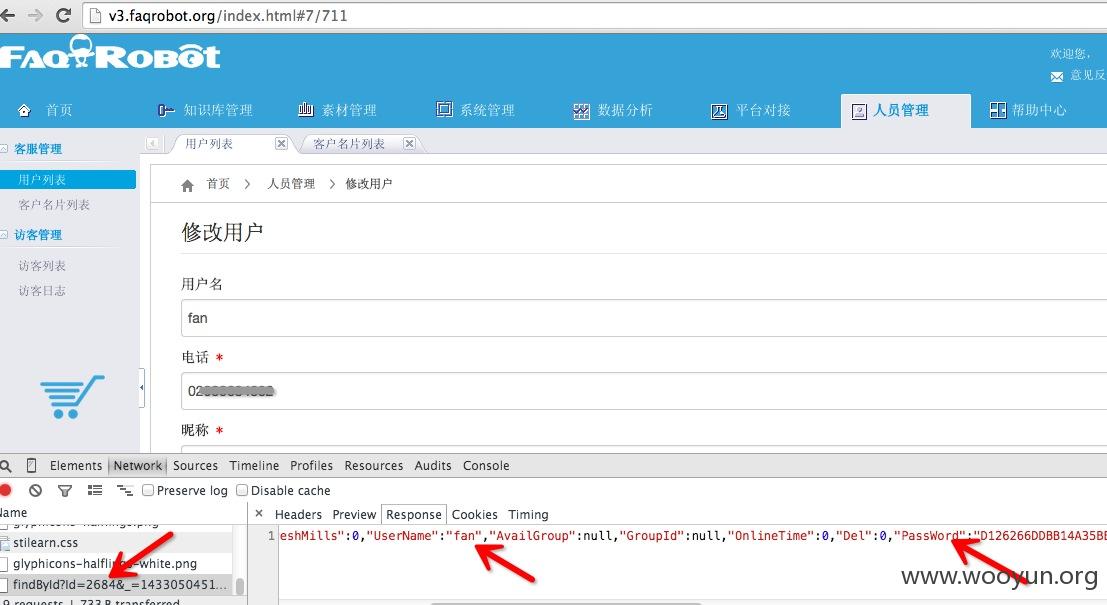 v3.faqrobot.org/index.html#7/711
FAQROBOT
欢迎您,
意见反
首页 知识库管理 素材管理 系统管理 数据分析 平台对接 人员管理 帮助中心
客服管理
用户列表 客户名片列表
用户列表
首页 人员管理 修改用户
客户名片列表
修改用户
访客管理
访客列表
用户名
访客日志
fan
电话 *
02
昵称 *
Elements Network Sources Timeline Profiles Resources Audits Console
Preserve log Disable cache
Name
× Headers Preview Response Cookies Timing
glyphicons-halflings.png
1 eshMills":0,"UserName":"fan","AvailGroup":null,"GroupId":null,"OnlineTime":0,"Del":0,"PassWord":"D126266DDBB14A35BE
stilearn.css
glyphicons-halflings-white.png
findById?Id=2684&_=1433050451...
9 requests | 733 B transferred
www.wooyun.org